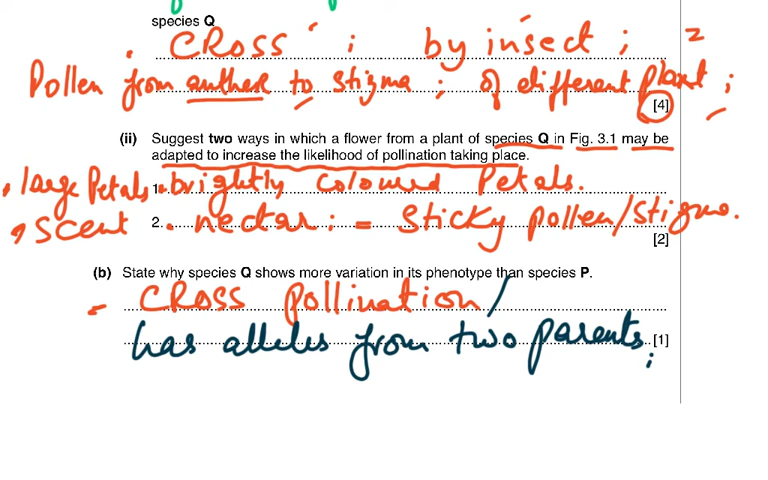 species Q
CRoss ; by insect ; 2
Pollen from anther to stigma ; of different plant ;
[4]
(ii) Suggest two ways in which a flower from a plant of species Q in Fig. 3.1 may be
adapted to increase the likelihood of pollination taking place.
large Petals 1. brightly coloured Petals.
scent 2. nectar : = Sticky pollen/stigma.
[2]
(b) State why species Q shows more variation in its phenotype than species P.
- CRoss pollination /
has alleles from two parents ; [1]